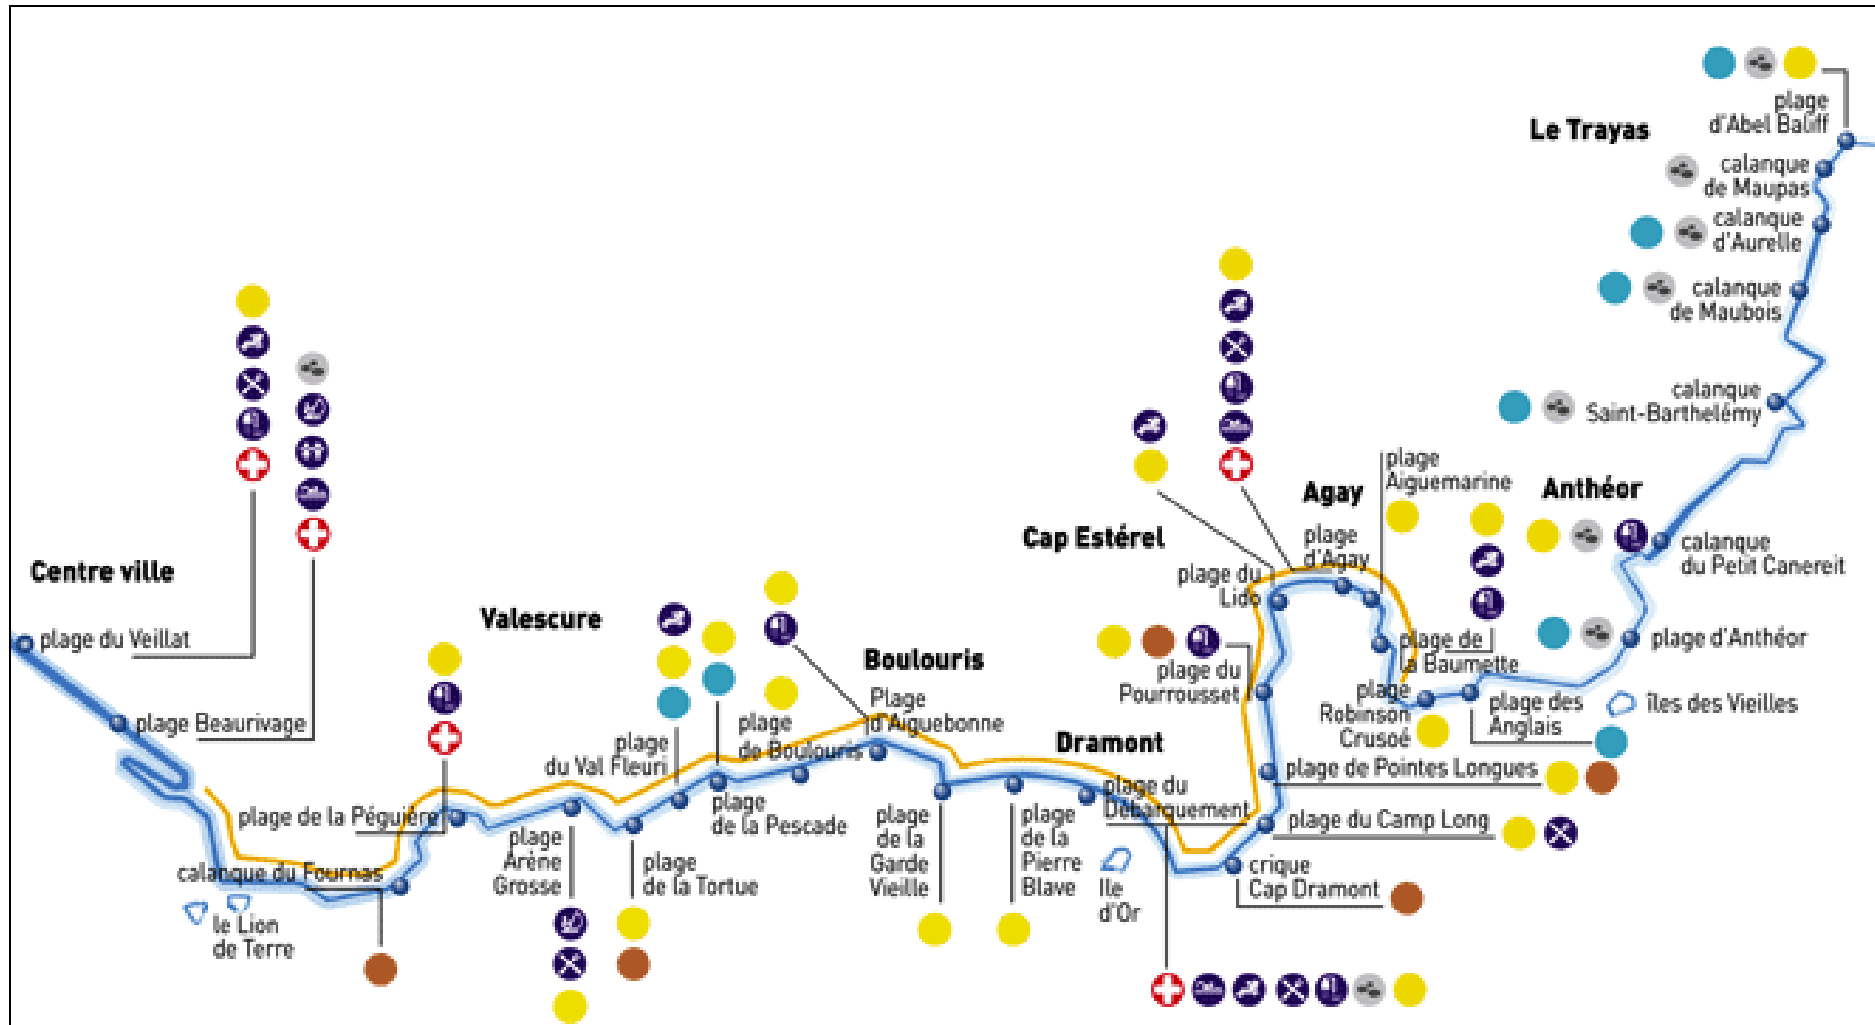 Le Trayas
plage
d'Abel Baliff
calanque
de Maupas
calanque
d'Aurelle
calanque
de Maubois
calanque
Saint-Barthelémy
plage
Aiguemarine
Anthéor
Agay
plage
d'Agay
Cap Estérel
plage du
Lido
calanque
du Petit Canereit
Centre ville
plage du Veillat
Valescure
Boulouris
plage du
Pourrousset
plage de
la Baumette
plage d'Anthéor
plage
Robinson
Crusoé
plage des
Anglais
îles des Vieilles
plage Beaurivage
plage
du Val Fleuri
plage
de Boulouris
Plage
d'Aiguebonne
Dramont
plage de Pointes Longues
plage du
Débarquement
plage de la Péguière
plage
de la Pescade
plage du Camp Long
plage
Arène
Grosse
plage
de la Tortue
plage
de la
Garde
Vieille
plage
de la
Pierre
Blave
Ile
d'Or
crique
Cap Dramont
calanque du Fournas
le Lion
de Terre